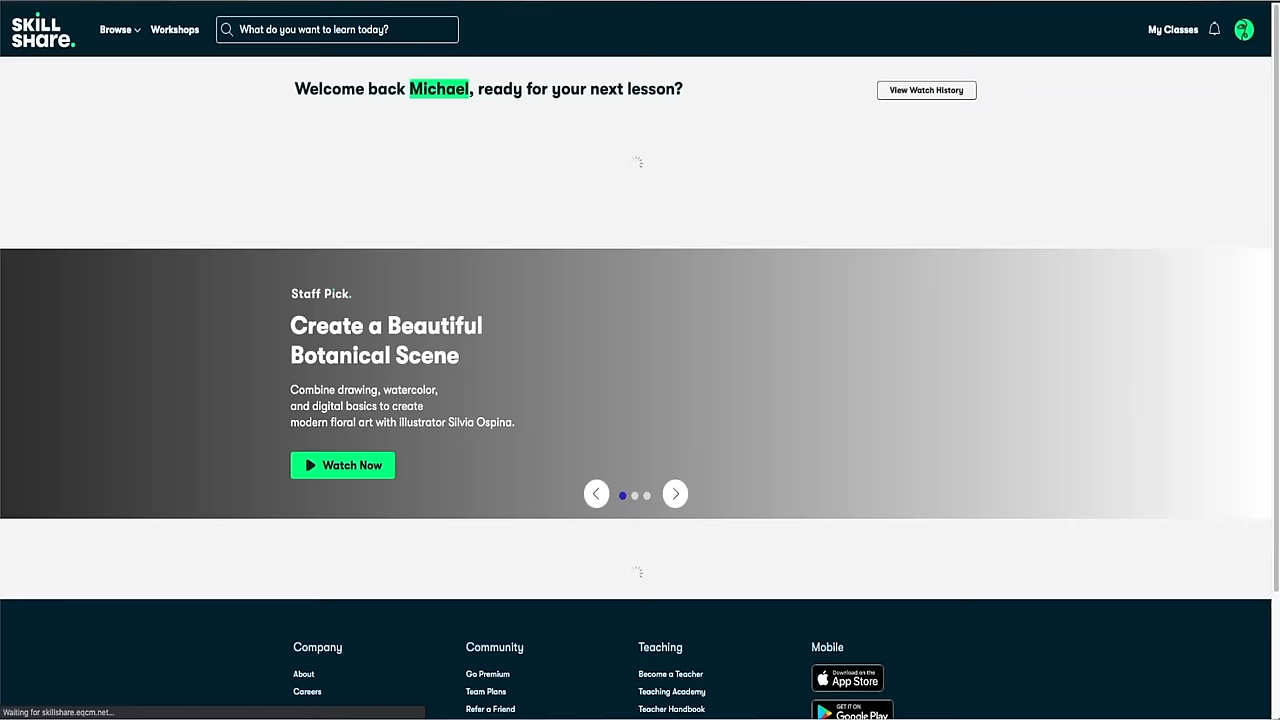 SKILL
SHARE.
Browse
Workshops
What do you want to learn today?
My Classes
Welcome back Michael, ready for your next lesson?
View Watch History
Staff Pick.
Create a Beautiful
Botanical Scene
Combine drawing, watercolor,
and digital basics to create
modern floral art with illustrator Silvia Ospina.
Watch Now
Company
Community
Teaching
Mobile
About
Go Premium
Become a Teacher
Download on the
App Store
Careers
Team Plans
Teaching Academy
Refer a Friend
Teacher Handbook
GET IT ON
Google Play
Waiting for skillshare.eqcm.net...